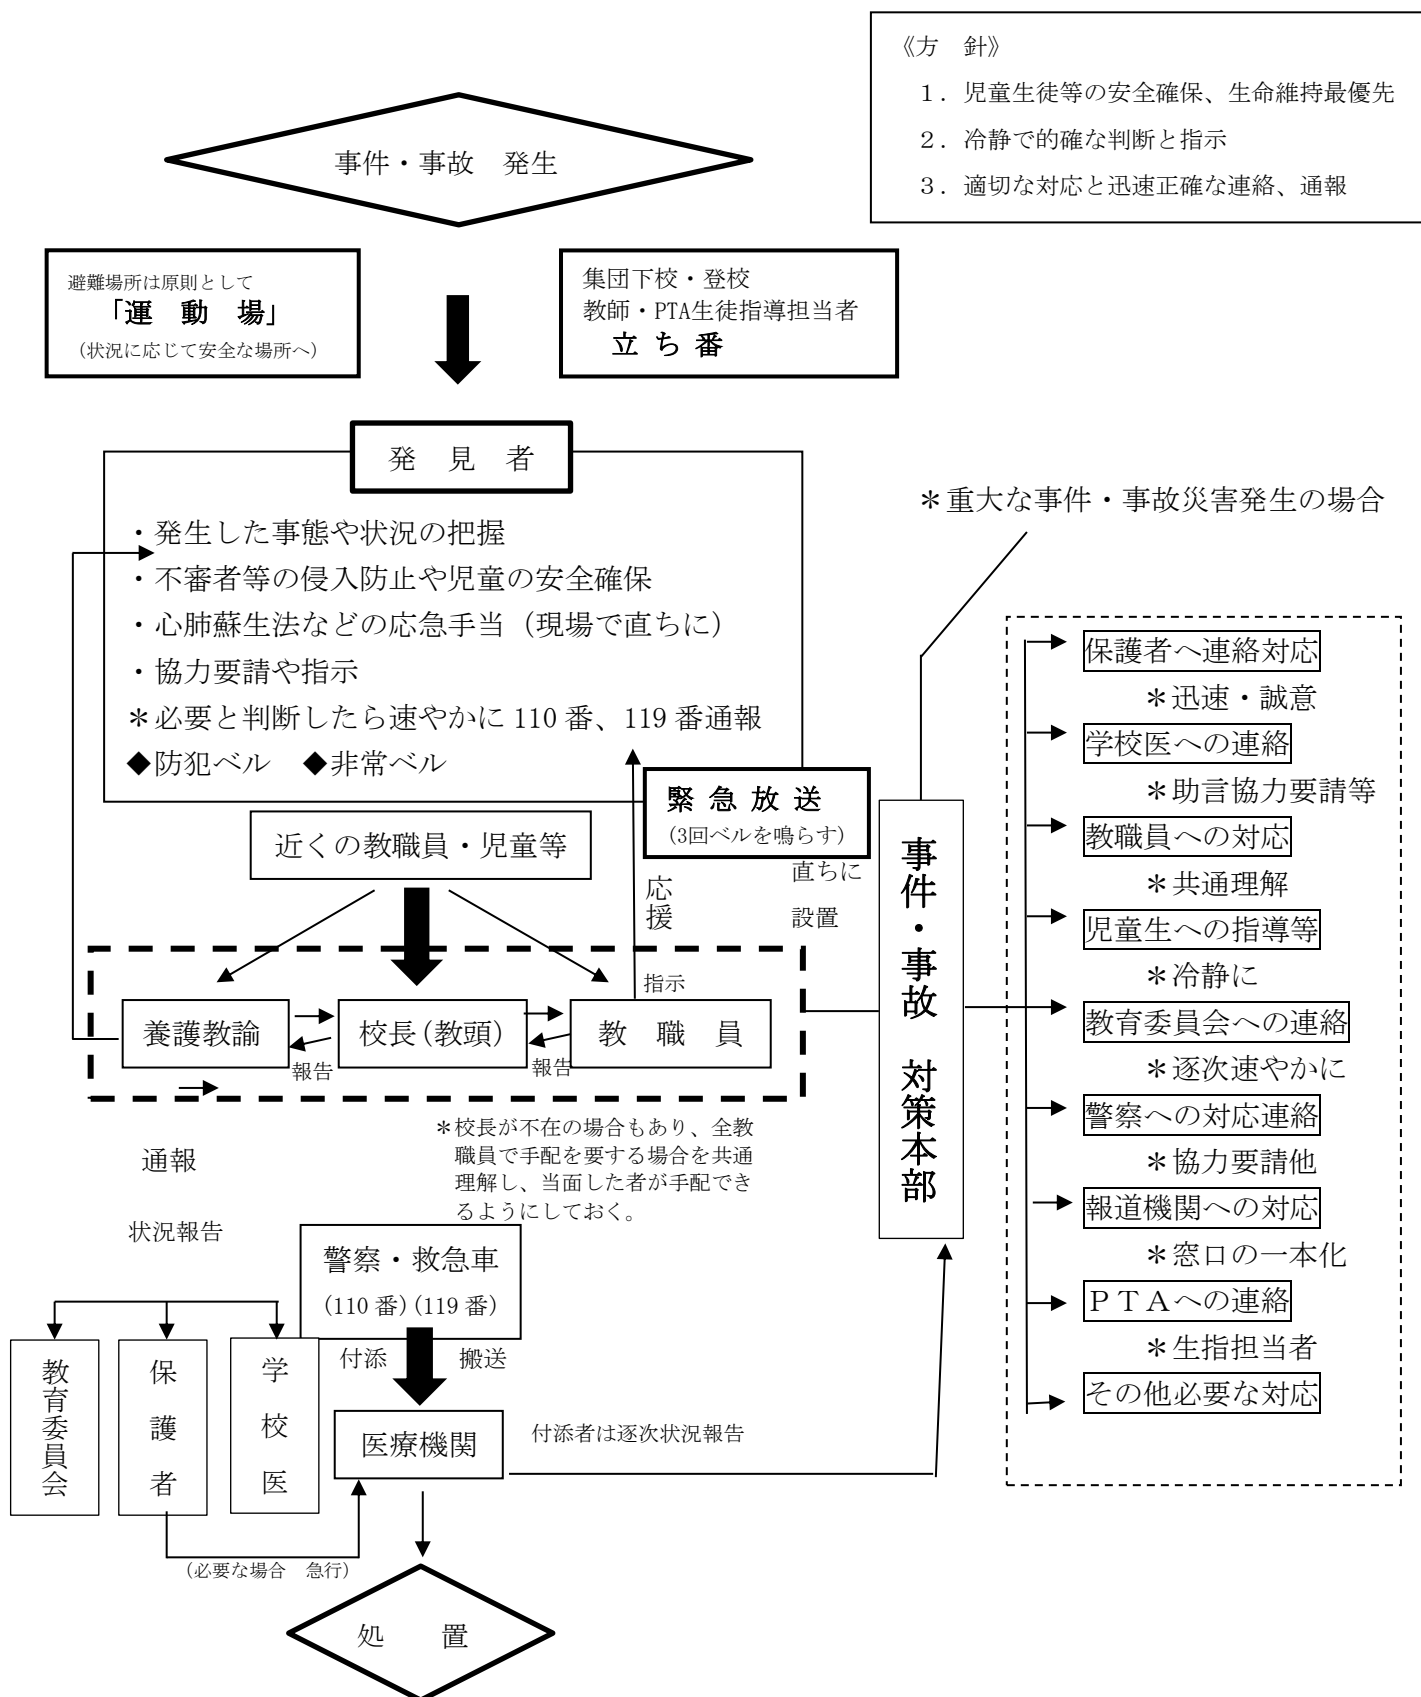 《方　針》
１．児童生徒等の安全確保、生命維持最優先
２．冷静で的確な判断と指示
３．適切な対応と迅速正確な連絡、通報
事件・事故　発生
避難場所は原則として
「運　動　場」
（状況に応じて安全な場所へ）
集団下校・登校
教師・PTA生徒指導担当者
立 ち 番
発　見　者
・発生した事態や状況の把握
・不審者等の侵入防止や児童の安全確保
・心肺蘇生法などの応急手当（現場で直ちに）
・協力要請や指示
＊必要と判断したら速やかに 110 番、119 番通報
◆防犯ベル　◆非常ベル
緊 急 放 送
(3回ベルを鳴らす)
近くの教職員・児童等
応援
直ちに
設置
指示
養護教諭
校長(教頭)
教　職　員
報告
報告
＊校長が不在の場合もあり、全教
職員で手配を要する場合を共通
理解し、当面した者が手配でき
るようにしておく。
通報
状況報告
警察・救急車
(110 番)(119 番)
付添
搬送
教育委員会
保護者
学校医
医療機関
付添者は逐次状況報告
(必要な場合　急行)
処　　置
＊重大な事件・事故災害発生の場合
事件・事故　対策本部
保護者へ連絡対応
＊迅速・誠意
学校医への連絡
＊助言協力要請等
教職員への対応
＊共通理解
児童生への指導等
＊冷静に
教育委員会への連絡
＊逐次速やかに
警察への対応連絡
＊協力要請他
報道機関への対応
＊窓口の一本化
ＰＴＡへの連絡
＊生指担当者
その他必要な対応